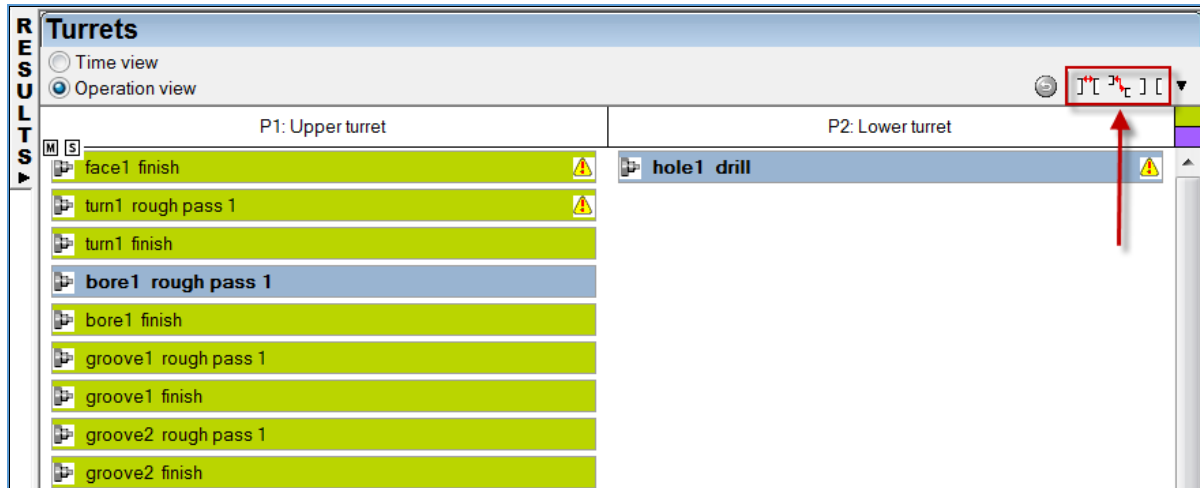 RESULTS
Turrets
Time view
Operation view
P1: Upper turret
P2: Lower turret
M S
face1 finish
hole1 drill
turn1 rough pass 1
turn1 finish
bore1 rough pass 1
bore1 finish
groove1 rough pass 1
groove1 finish
groove2 rough pass 1
groove2 finish